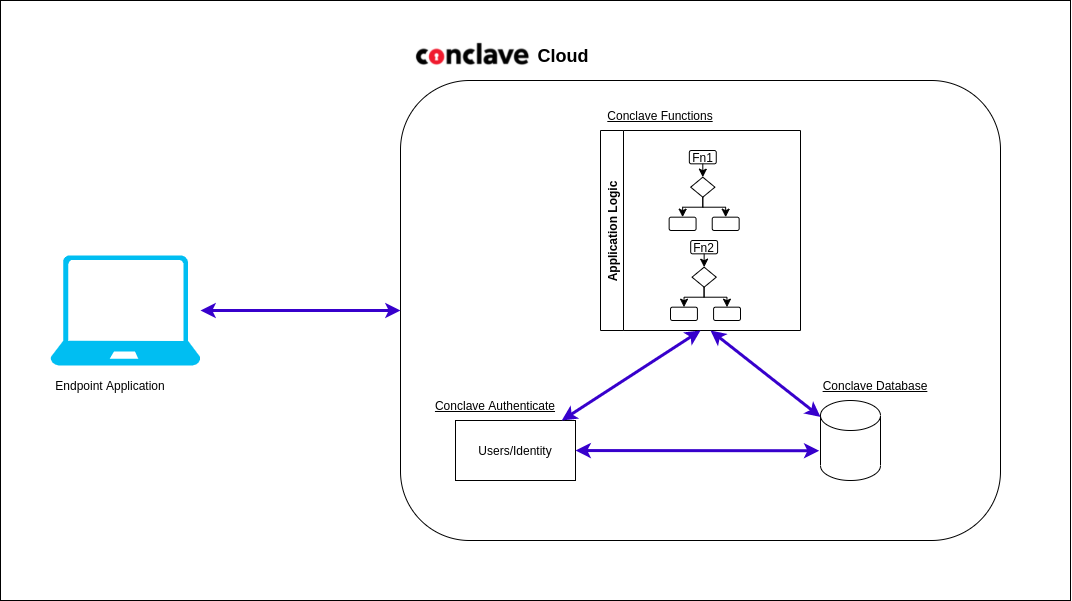 conclave Cloud
Conclave Functions
Application Logic
Fn1
Fn2
Endpoint Application
Conclave Authenticate
Users/Identity
Conclave Database